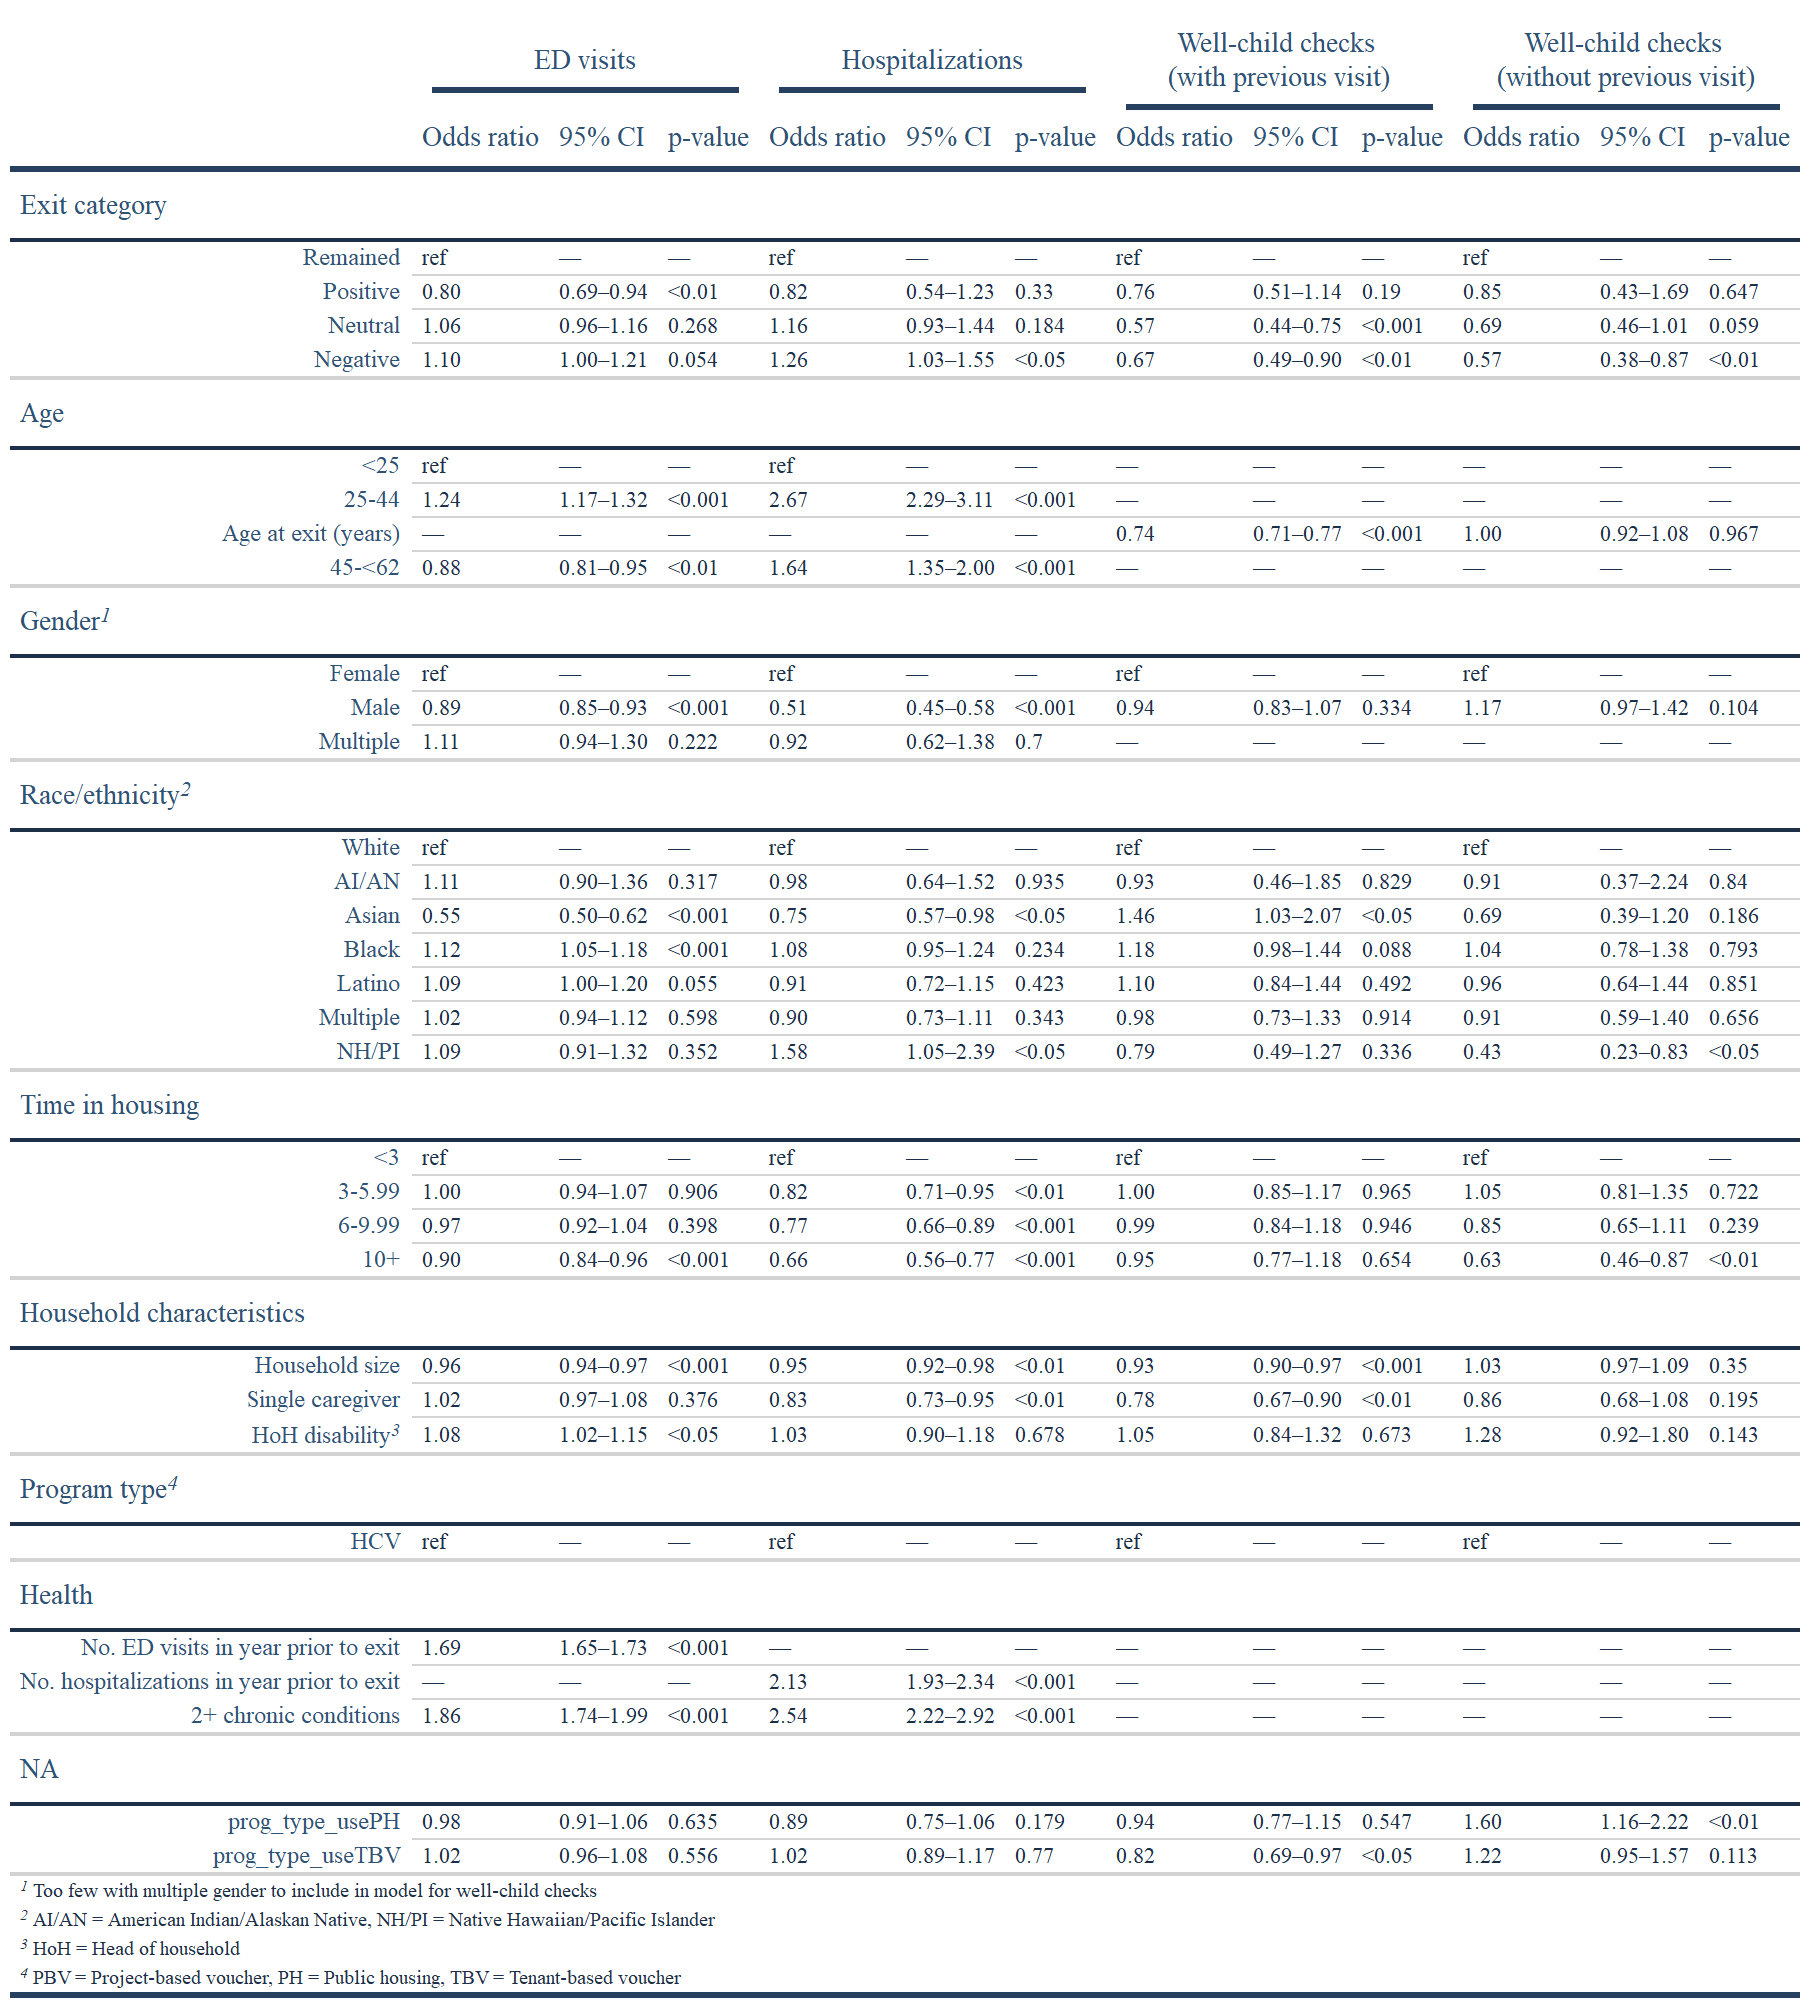 ED visits Hospitalizations Well-child checks (with previous visit) Well-child checks (without previous visit)
Odds ratio 95% CI p-value Odds ratio 95% CI p-value Odds ratio 95% CI p-value Odds ratio 95% CI p-value
Exit category
Remained ref — — ref — — ref — — ref — —
Positive 0.80 0.69–0.94 <0.01 0.82 0.54–1.23 0.33 0.76 0.51–1.14 0.19 0.85 0.43–1.69 0.647
Neutral 1.06 0.96–1.16 0.268 1.16 0.93–1.44 0.184 0.57 0.44–0.75 <0.001 0.69 0.46–1.01 0.059
Negative 1.10 1.00–1.21 0.054 1.26 1.03–1.55 <0.05 0.67 0.49–0.90 <0.01 0.57 0.38–0.87 <0.01
Age
<25 ref — — ref — — — — — — — —
25-44 1.24 1.17–1.32 <0.001 2.67 2.29–3.11 <0.001 — — — — — —
Age at exit (years) — — — — — — 0.74 0.71–0.77 <0.001 1.00 0.92–1.08 0.967
45-<62 0.88 0.81–0.95 <0.01 1.64 1.35–2.00 <0.001 — — — — — —
Gender1
Female ref — — ref — — ref — — ref — —
Male 0.89 0.85–0.93 <0.001 0.51 0.45–0.58 <0.001 0.94 0.83–1.07 0.334 1.17 0.97–1.42 0.104
Multiple 1.11 0.94–1.30 0.222 0.92 0.62–1.38 0.7 — — — — — —
Race/ethnicity2
White ref — — ref — — ref — — ref — —
AI/AN 1.11 0.90–1.36 0.317 0.98 0.64–1.52 0.935 0.93 0.46–1.85 0.829 0.91 0.37–2.24 0.84
Asian 0.55 0.50–0.62 <0.001 0.75 0.57–0.98 <0.05 1.46 1.03–2.07 <0.05 0.69 0.39–1.20 0.186
Black 1.12 1.05–1.18 <0.001 1.08 0.95–1.24 0.234 1.18 0.98–1.44 0.088 1.04 0.78–1.38 0.793
Latino 1.09 1.00–1.20 0.055 0.91 0.72–1.15 0.423 1.10 0.84–1.44 0.492 0.96 0.64–1.44 0.851
Multiple 1.02 0.94–1.12 0.598 0.90 0.73–1.11 0.343 0.98 0.73–1.33 0.914 0.91 0.59–1.40 0.656
NH/PI 1.09 0.91–1.32 0.352 1.58 1.05–2.39 <0.05 0.79 0.49–1.27 0.336 0.43 0.23–0.83 <0.05
Time in housing
<3 ref — — ref — — ref — — ref — —
3-5.99 1.00 0.94–1.07 0.906 0.82 0.71–0.95 <0.01 1.00 0.85–1.17 0.965 1.05 0.81–1.35 0.722
6-9.99 0.97 0.92–1.04 0.398 0.77 0.66–0.89 <0.001 0.99 0.84–1.18 0.946 0.85 0.65–1.11 0.239
10+ 0.90 0.84–0.96 <0.001 0.66 0.56–0.77 <0.001 0.95 0.77–1.18 0.654 0.63 0.46–0.87 <0.01
Household characteristics
Household size 0.96 0.94–0.97 <0.001 0.95 0.92–0.98 <0.01 0.93 0.90–0.97 <0.001 1.03 0.97–1.09 0.35
Single caregiver 1.02 0.97–1.08 0.376 0.83 0.73–0.95 <0.01 0.78 0.67–0.90 <0.01 0.86 0.68–1.08 0.195
HoH disability3 1.08 1.02–1.15 <0.05 1.03 0.90–1.18 0.678 1.05 0.84–1.32 0.673 1.28 0.92–1.80 0.143
Program type4
HCV ref — — ref — — ref — — ref — —
Health
No. ED visits in year prior to exit 1.69 1.65–1.73 <0.001 — — — — — — — — —
No. hospitalizations in year prior to exit — — — 2.13 1.93–2.34 <0.001 — — — — — —
2+ chronic conditions 1.86 1.74–1.99 <0.001 2.54 2.22–2.92 <0.001 — — — — — —
NA
prog_type_usePH 0.98 0.91–1.06 0.635 0.89 0.75–1.06 0.179 0.94 0.77–1.15 0.547 1.60 1.16–2.22 <0.01
prog_type_useTBV 1.02 0.96–1.08 0.556 1.02 0.89–1.17 0.77 0.82 0.69–0.97 <0.05 1.22 0.95–1.57 0.113
1 Too few with multiple gender to include in model for well-child checks
2 AI/AN = American Indian/Alaskan Native, NH/PI = Native Hawaiian/Pacific Islander
3 HoH = Head of household
4 PBV = Project-based voucher, PH = Public housing, TBV = Tenant-based voucher